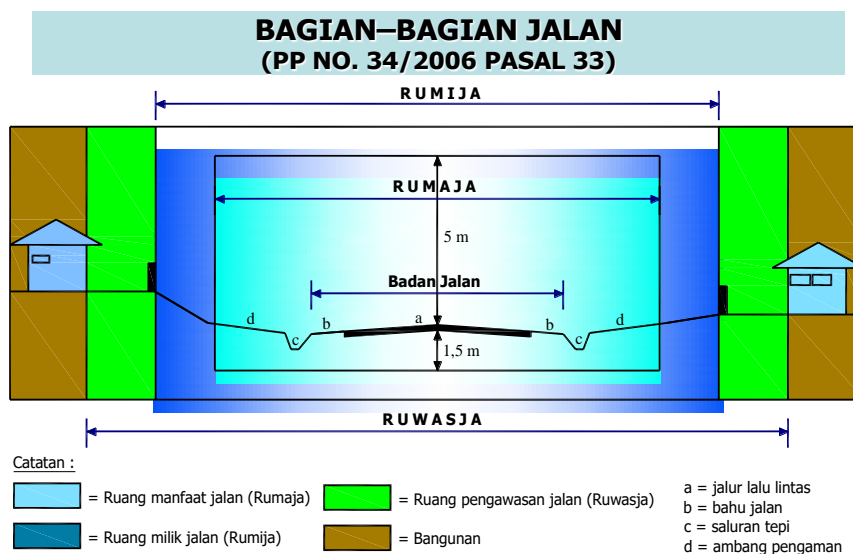 BAGIAN–BAGIAN JALAN
(PP NO. 34/2006 PASAL 33)
RUMIJA
RUMAJA
5 m
Badan Jalan
d
c
b
a
b
c
d
1,5 m
RUWASJA
Catatan :
= Ruang manfaat jalan (Rumaja)
= Ruang milik jalan (Rumija)
= Ruang pengawasan jalan (Ruwasja)
= Bangunan
a = jalur lalu lintas
b = bahu jalan
c = saluran tepi
d = ambang pengaman